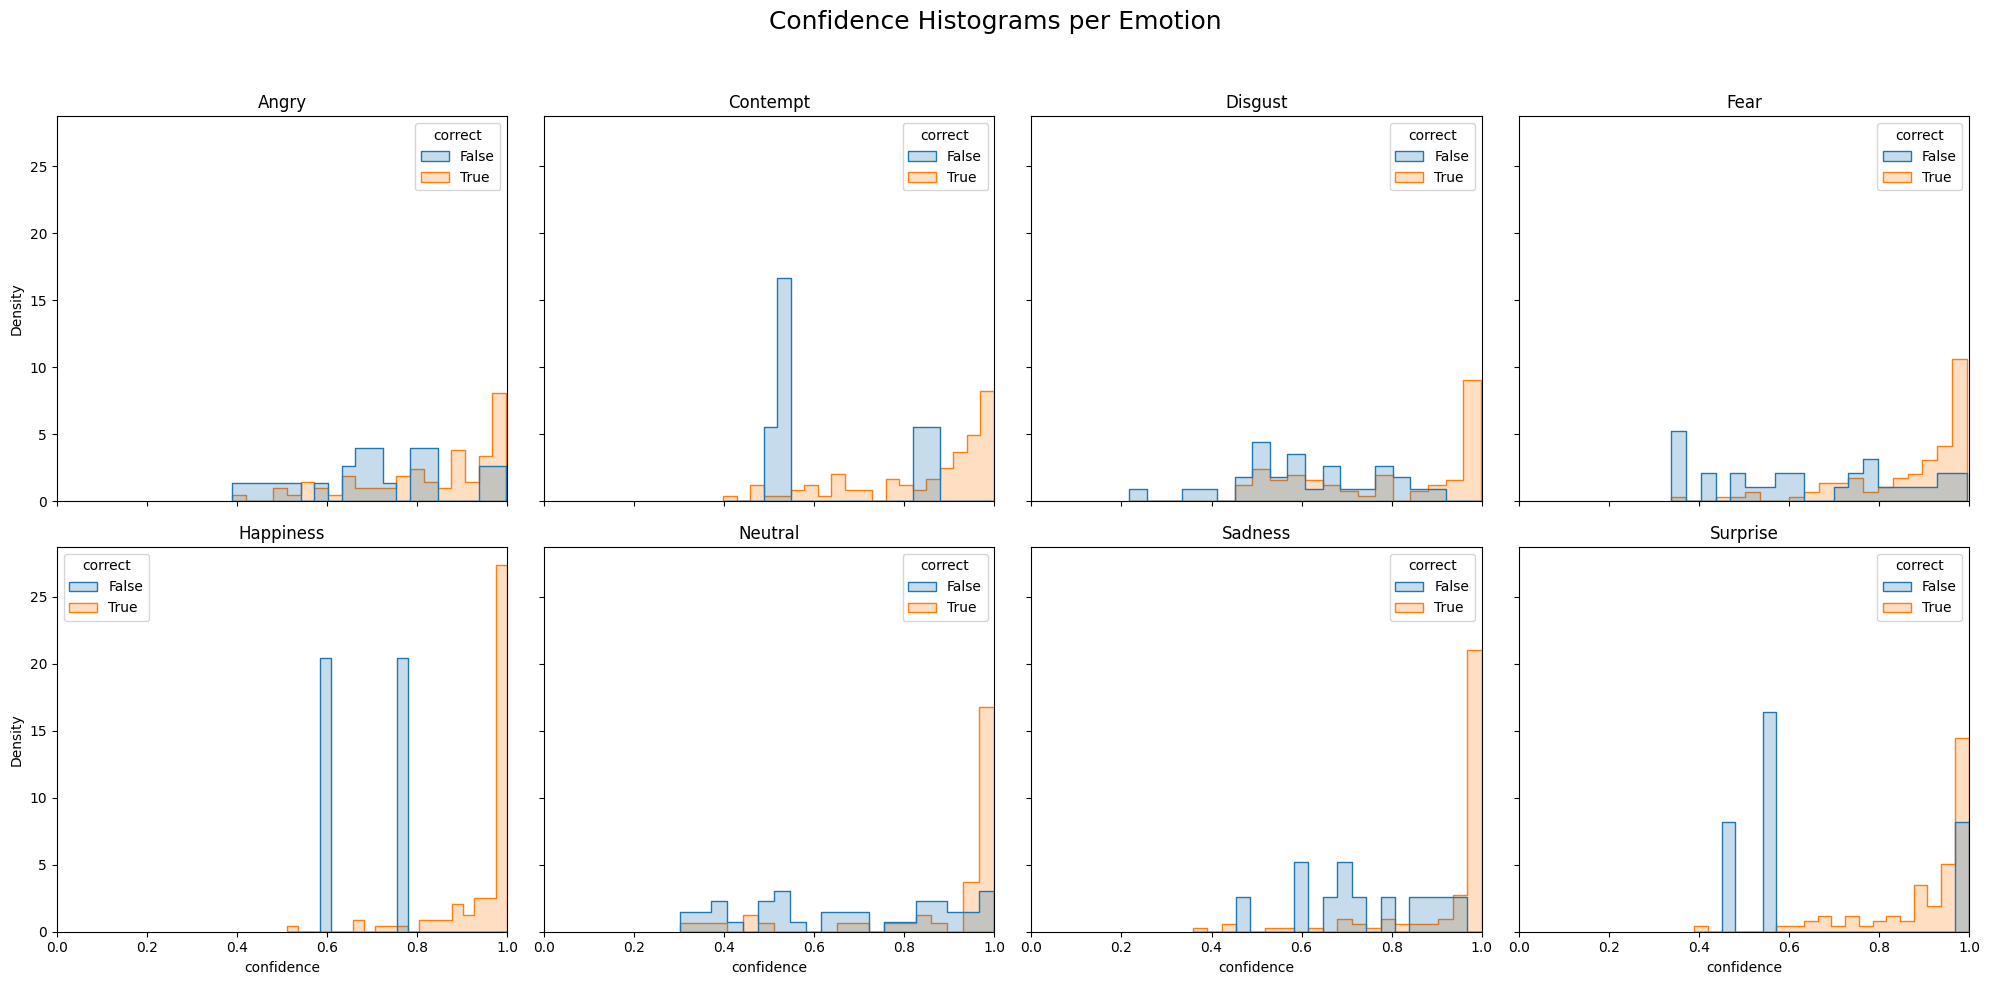 Confidence Histograms per Emotion
Angry
Contempt
Disgust
Fear
correct
False
True
correct
False
True
correct
False
True
correct
False
True
Density
25
20
15
10
5
0
Happiness
Neutral
Sadness
Surprise
correct
False
True
correct
False
True
correct
False
True
correct
False
True
Density
25
20
15
10
5
0
0.0 0.2 0.4 0.6 0.8 1.0
0.0 0.2 0.4 0.6 0.8 1.0
0.0 0.2 0.4 0.6 0.8 1.0
0.0 0.2 0.4 0.6 0.8 1.0
confidence
confidence
confidence
confidence